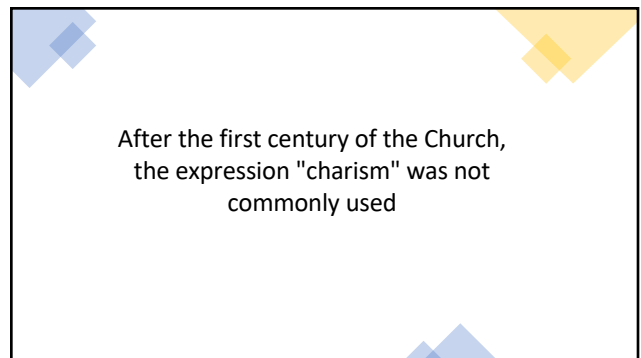 After the first century of the Church,
the expression "charism" was not
commonly used